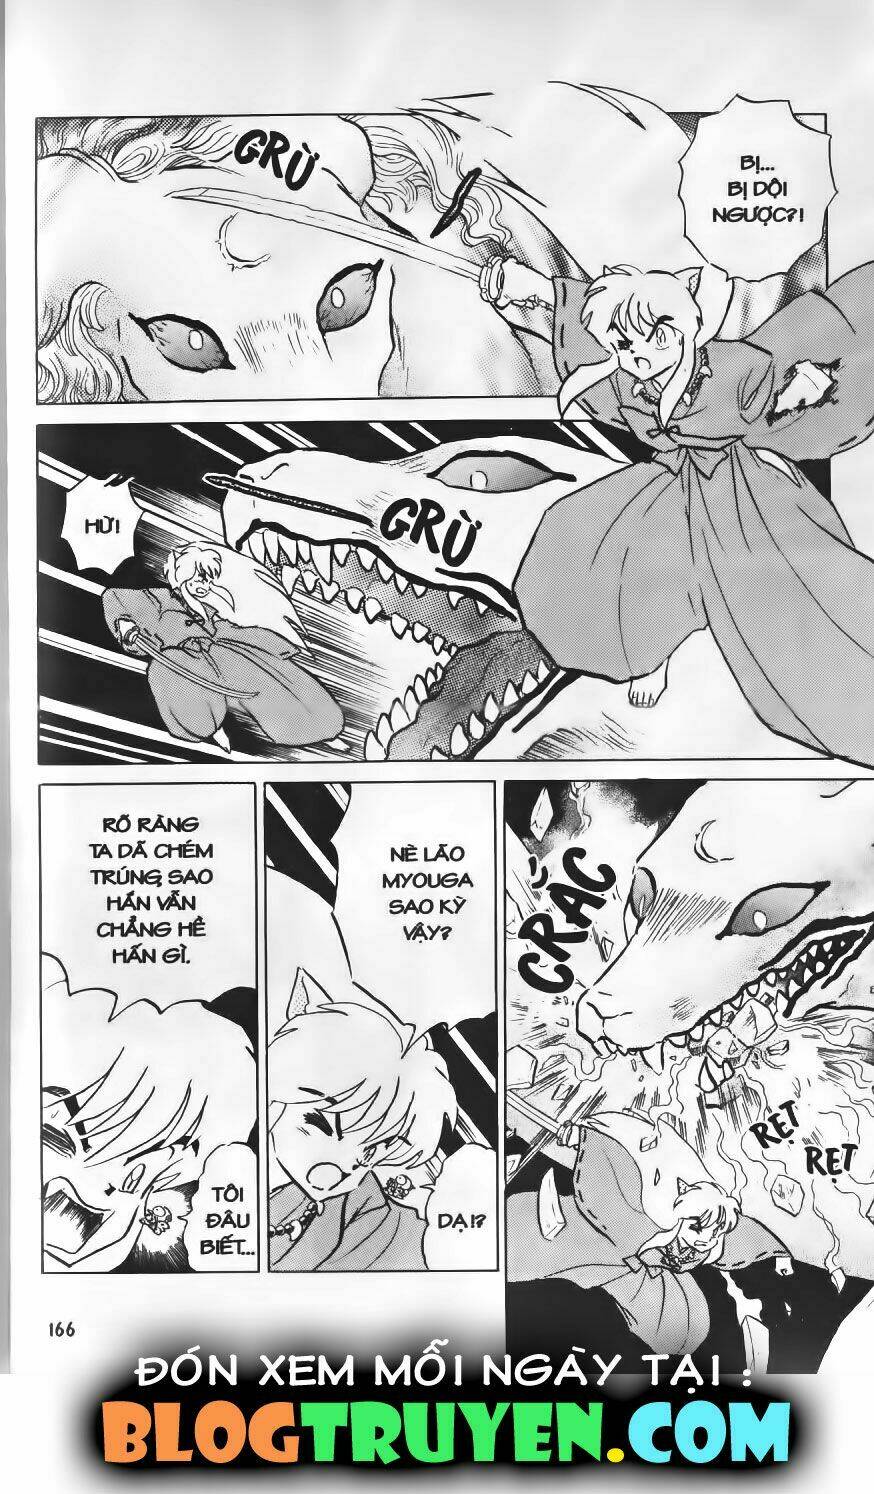 BỊ...
BỊ DỘI
NGƯỢC?!
GRỪ
GRỪ
HỪ!
CRẮC
RẸT
RẸT
NÈ LÃO
MYOUGA
SAO KỲ
VẬY?
DẠ!?
RÕ RÀNG
TA DÃ CHÉM
TRÚNG, SAO
HẮN VẪN
CHẲNG HỀ
HẤN GÌ.
TÔI
ĐÂU
BIẾT...
166
ĐÓN XEM MỖI NGÀY TẠI :
BLOGTRUYEN.COM